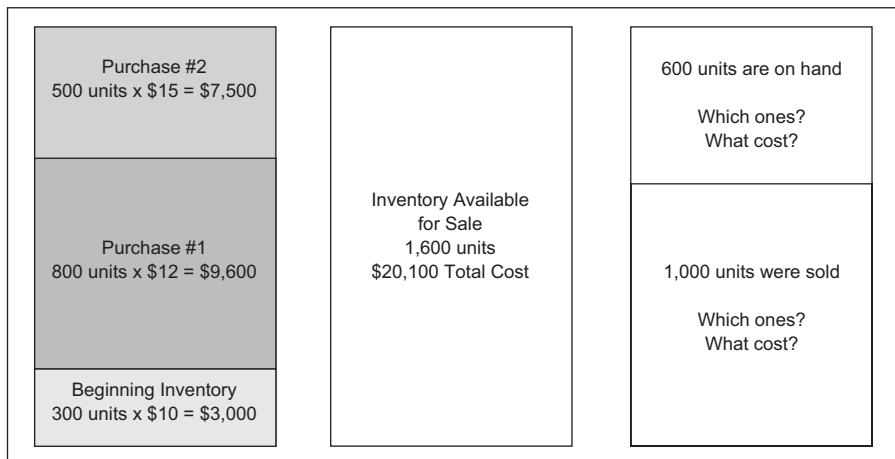 Purchase #2
500 units x $15 = $7,500
Purchase #1
800 units x $12 = $9,600
Beginning Inventory
300 units x $10 = $3,000
Inventory Available
for Sale
1,600 units
$20,100 Total Cost
600 units are on hand
Which ones?
What cost?
1,000 units were sold
Which ones?
What cost?